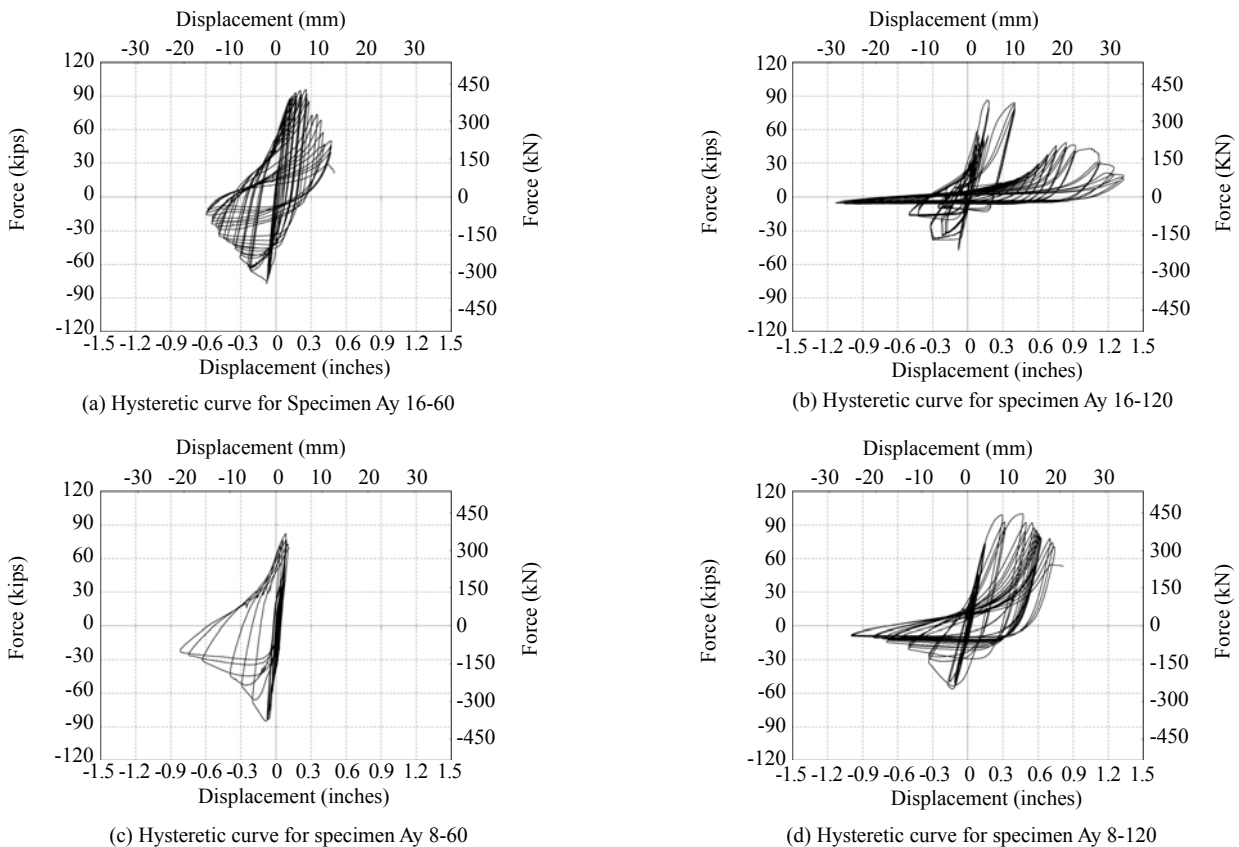 Displacement (mm)
-30 -20 -10 0 10 20 30
120
90
60
30
0
-30
-60
-90
-120
Force (kips)
450
300
150
0
-150
-300
-450
Force (kN)
-1.5 -1.2 -0.9 -0.6 -0.3 0 0.3 0.6 0.9 1.2 1.5
Displacement (inches)
(a) Hysteretic curve for Specimen Ay 16-60
Displacement (mm)
-30 -20 -10 0 10 20 30
120
90
60
30
0
-30
-60
-90
-120
Force (kips)
450
300
150
0
-150
-300
-450
Force (KN)
-1.5 -1.2 -0.9 -0.6 -0.3 0 0.3 0.6 0.9 1.2 1.5
Displacement (inches)
(b) Hysteretic curve for specimen Ay 16-120
Displacement (mm)
-30 -20 -10 0 10 20 30
120
90
60
30
0
-30
-60
-90
-120
Force (kips)
450
300
150
0
-150
-300
-450
Force (kN)
-1.5 -1.2 -0.9 -0.6 -0.3 0 0.3 0.6 0.9 1.2 1.5
Displacement (inches)
(c) Hysteretic curve for specimen Ay 8-60
Displacement (mm)
-30 -20 -10 0 10 20 30
120
90
60
30
0
-30
-60
-90
-120
Force (kips)
450
300
150
0
-150
-300
-450
Force (kN)
-1.5 -1.2 -0.9 -0.6 -0.3 0 0.3 0.6 0.9 1.2 1.5
Displacement (inches)
(d) Hysteretic curve for specimen Ay 8-120